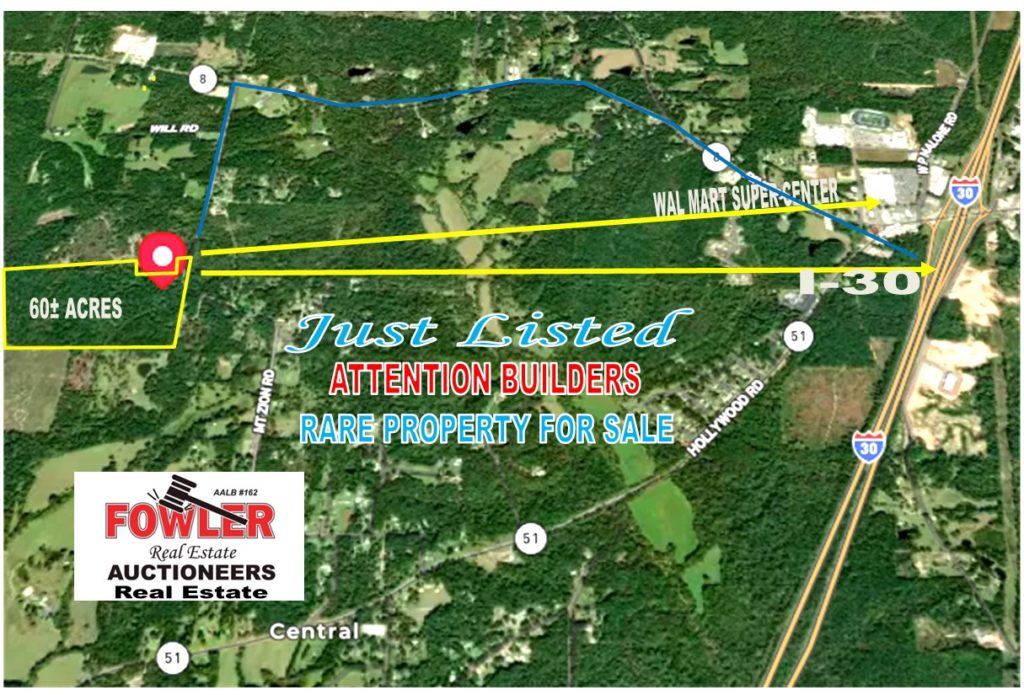 8
WILL RD
W P MALONE RD
8
WAL MART SUPER CENTER
30
I-30
60± ACRES
Just Listed
51
ATTENTION BUILDERS
MT ZION RD
HOLLYWOOD RD
RARE PROPERTY FOR SALE
30
AALB #162
FOWLER
Real Estate
AUCTIONEERS
Real Estate
51
Central
51